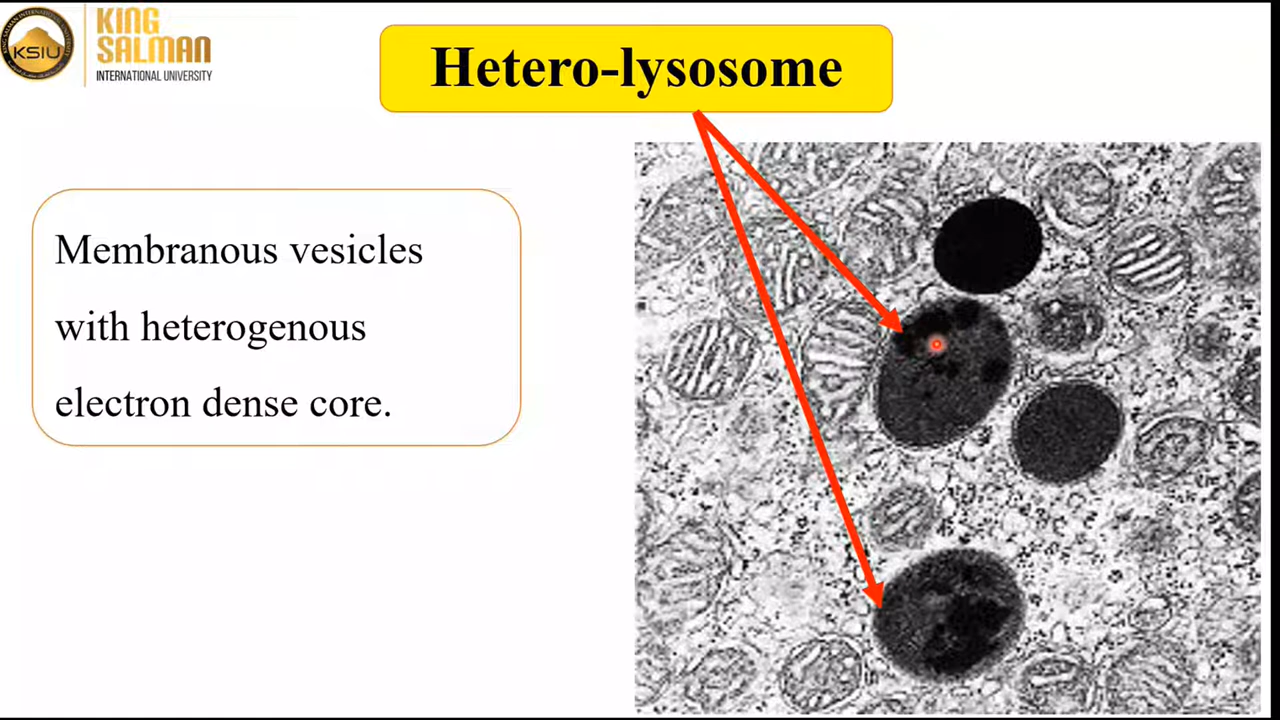 KSIU
KING
SALMAN
INTERNATIONAL UNIVERSITY
Hetero-lysosome
Membranous vesicles
with heterogenous
electron dense core.